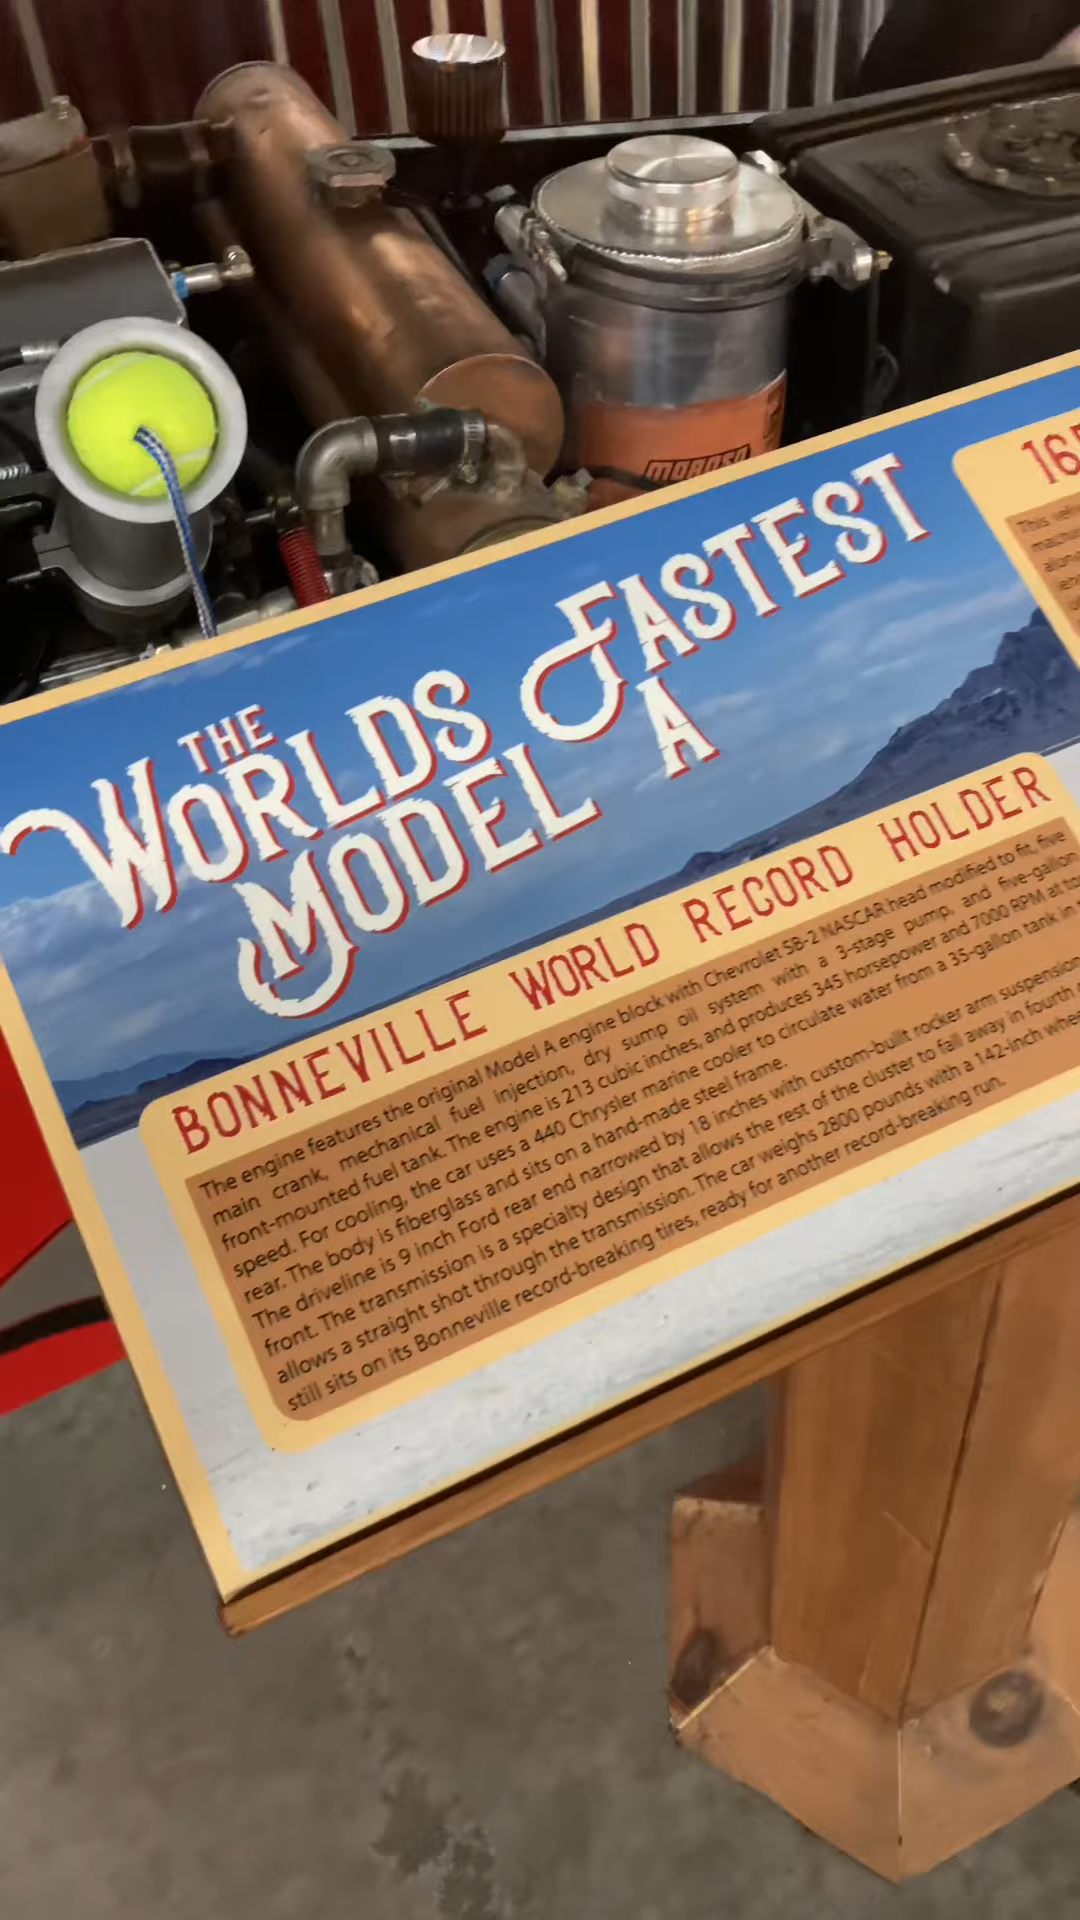 MOROSO
THE
WORLDS FASTEST
MODEL A
BONNEVILLE WORLD RECORD HOLDER
The engine features the original Model A engine block with Chevrolet SB-2 NASCAR head modified to fit, five
main crank, mechanical fuel injection, dry sump oil system with a 3-stage pump, and five-gallon
front-mounted fuel tank. The engine is 213 cubic inches, and produces 345 horsepower and 7000 RPM at
speed. For cooling, the car uses a 440 Chrysler marine cooler to circulate water from a 35-gallon tank in
rear. The body is fiberglass and sits on a hand-made steel frame.
The driveline is 9 inch Ford rear end narrowed by 18 inches with custom-built rocker arm suspension
front. The transmission is a specialty design that allows the rest of the cluster to fall away in fourth
allows a straight shot through the transmission. The car weighs 2800 pounds with a 142-inch
still sits on its Bonneville record-breaking tires, ready for another record-breaking run.
This